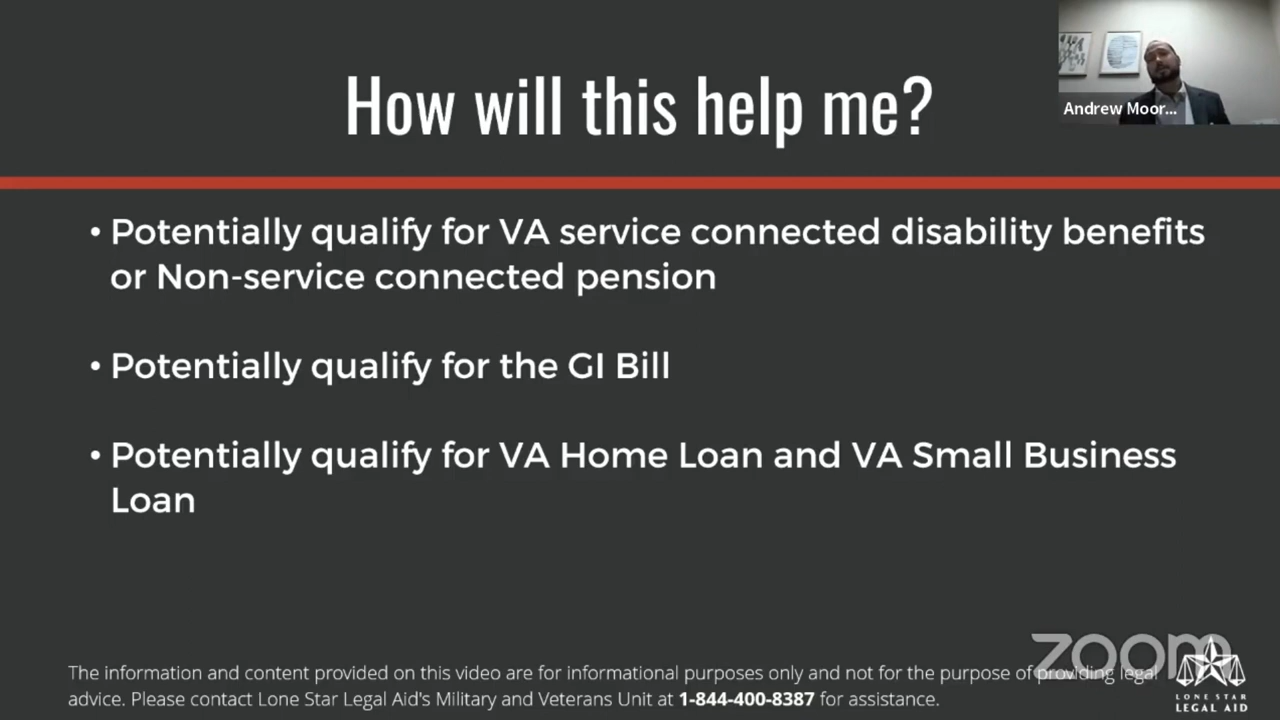 How will this help me?
Andrew Moor...
• Potentially qualify for VA service connected disability benefits
or Non-service connected pension
• Potentially qualify for the GI Bill
• Potentially qualify for VA Home Loan and VA Small Business
Loan
zoom
The information and content provided on this video are for informational purposes only and not for the purpose of providing legal
advice. Please contact Lone Star Legal Aid's Military and Veterans Unit at 1-844-400-8387 for assistance.
LONE STAR
LEGAL AID